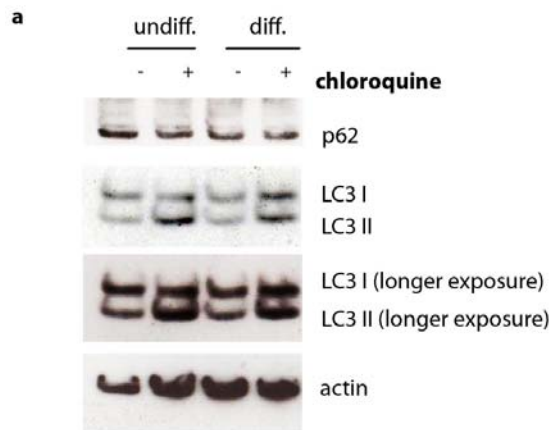 a
undiff. diff.
- + - +
chloroquine
p62
LC3 I
LC3 II
LC3 I (longer exposure)
LC3 II (longer exposure)
actin